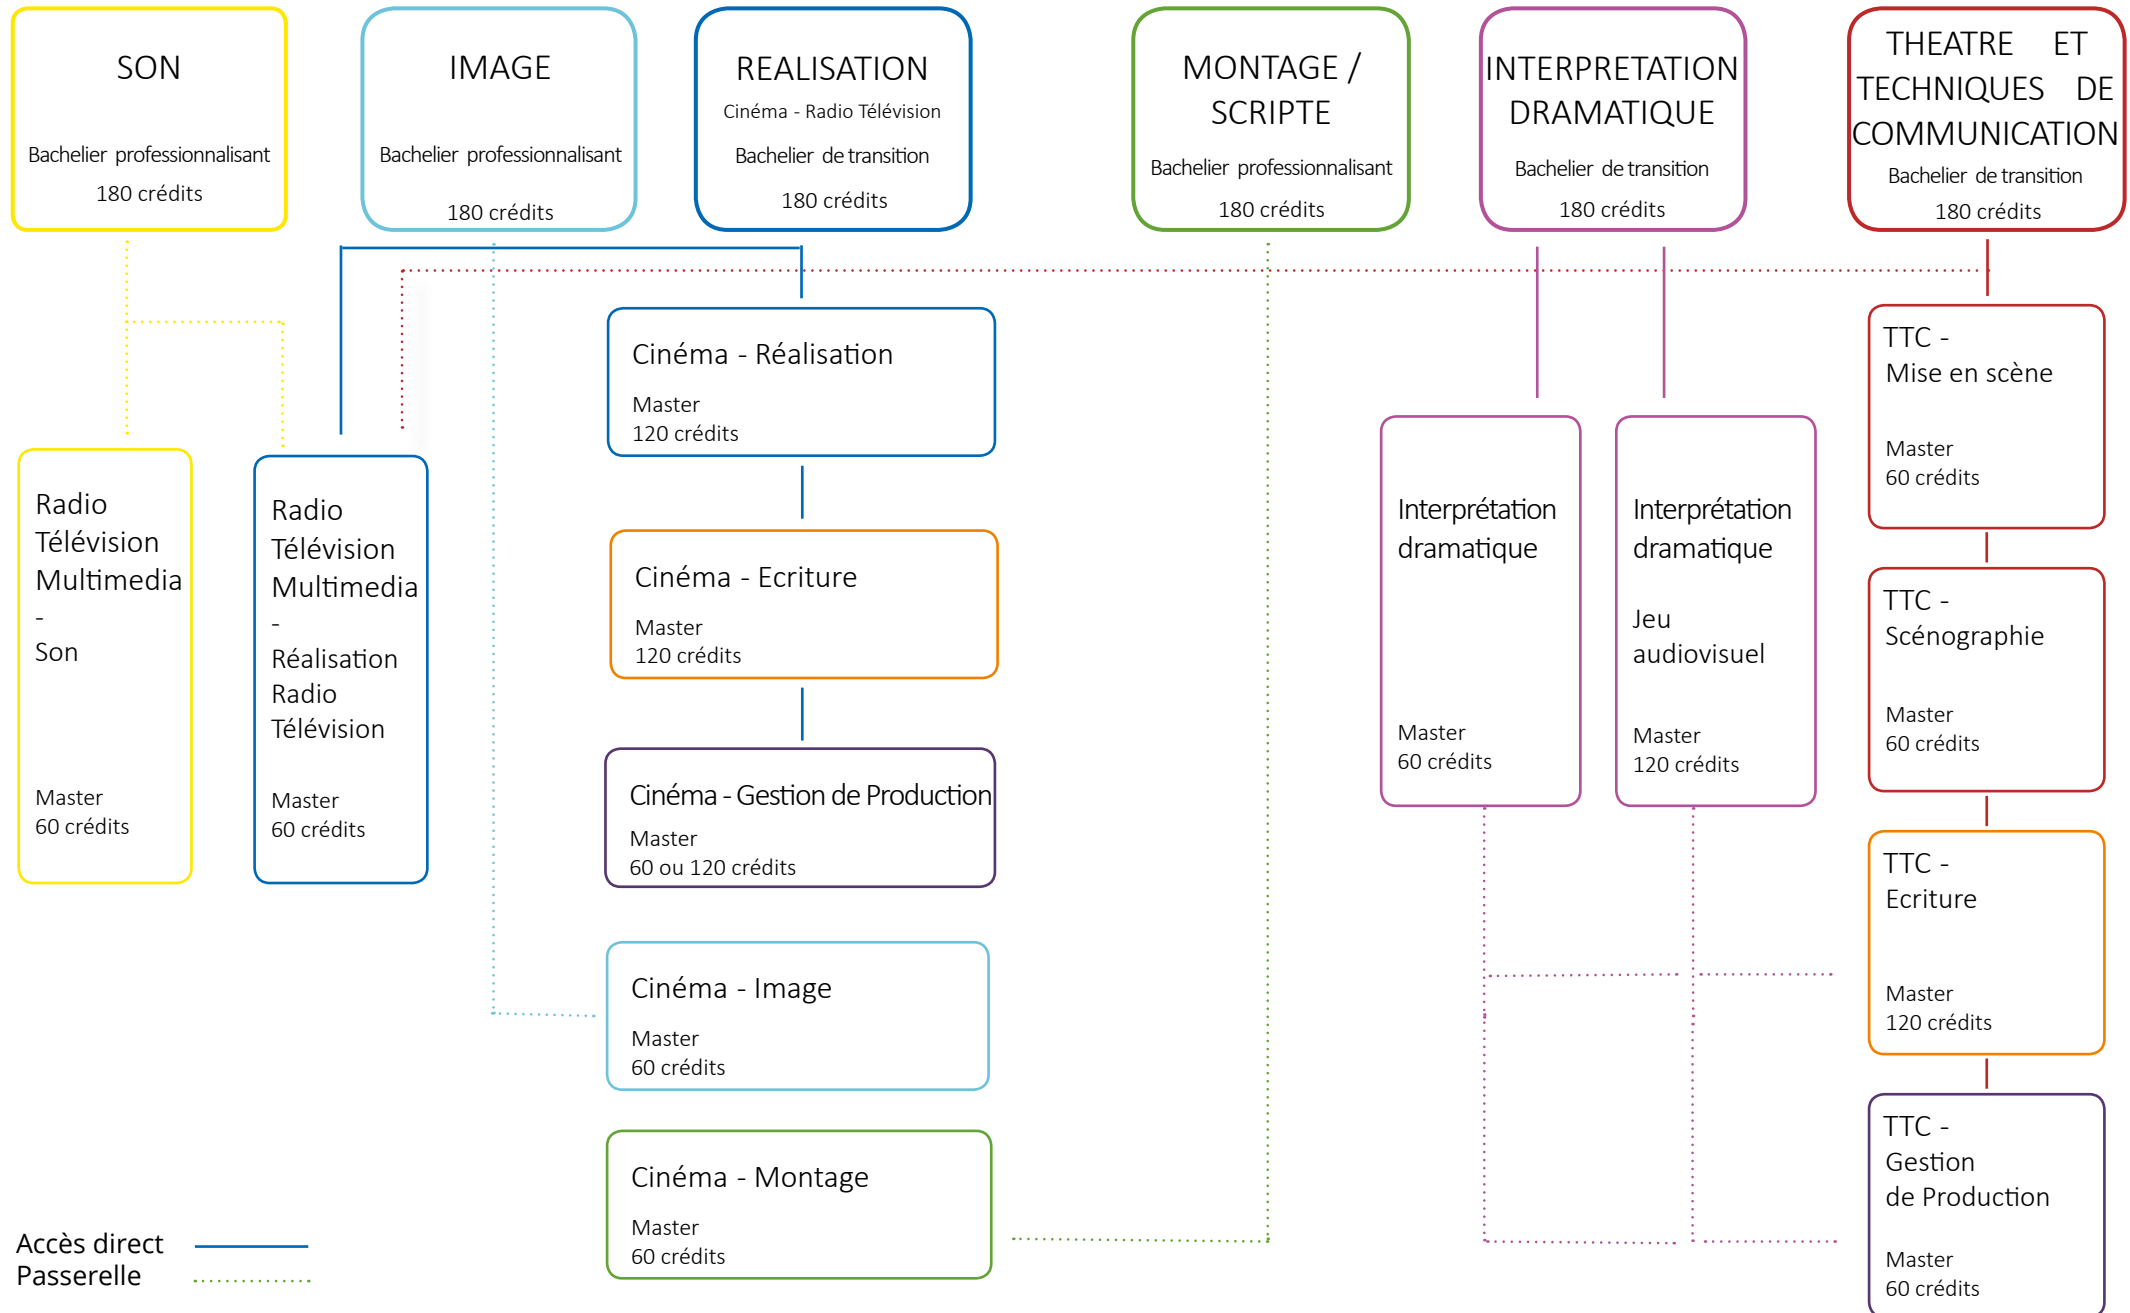 SON
Bachelier professionnalisant
180 crédits
IMAGE
Bachelier professionnalisant
180 crédits
REALISATION
Cinéma - Radio Télévision
Bachelier de transition
180 crédits
MONTAGE /
SCRIPTE
Bachelier professionnalisant
180 crédits
INTERPRETATION
DRAMATIQUE
Bachelier de transition
180 crédits
THEATRE ET
TECHNIQUES DE
COMMUNICATION
Bachelier de transition
180 crédits
Radio
Télévision
Multimedia
-
Son
Master
60 crédits
Radio
Télévision
Multimedia
-
Réalisation
Radio
Télévision
Master
60 crédits
Cinéma - Réalisation
Master
120 crédits
Cinéma - Ecriture
Master
120 crédits
Cinéma - Gestion de Production
Master
60 ou 120 crédits
Cinéma - Image
Master
60 crédits
Cinéma - Montage
Master
60 crédits
Interprétation
dramatique
Master
60 crédits
Interprétation
dramatique
Jeu
audiovisuel
Master
120 crédits
TTC -
Mise en scène
Master
60 crédits
TTC -
Scénographie
Master
60 crédits
TTC -
Ecriture
Master
120 crédits
TTC -
Gestion
de Production
Master
60 crédits
Accès direct
Passerelle